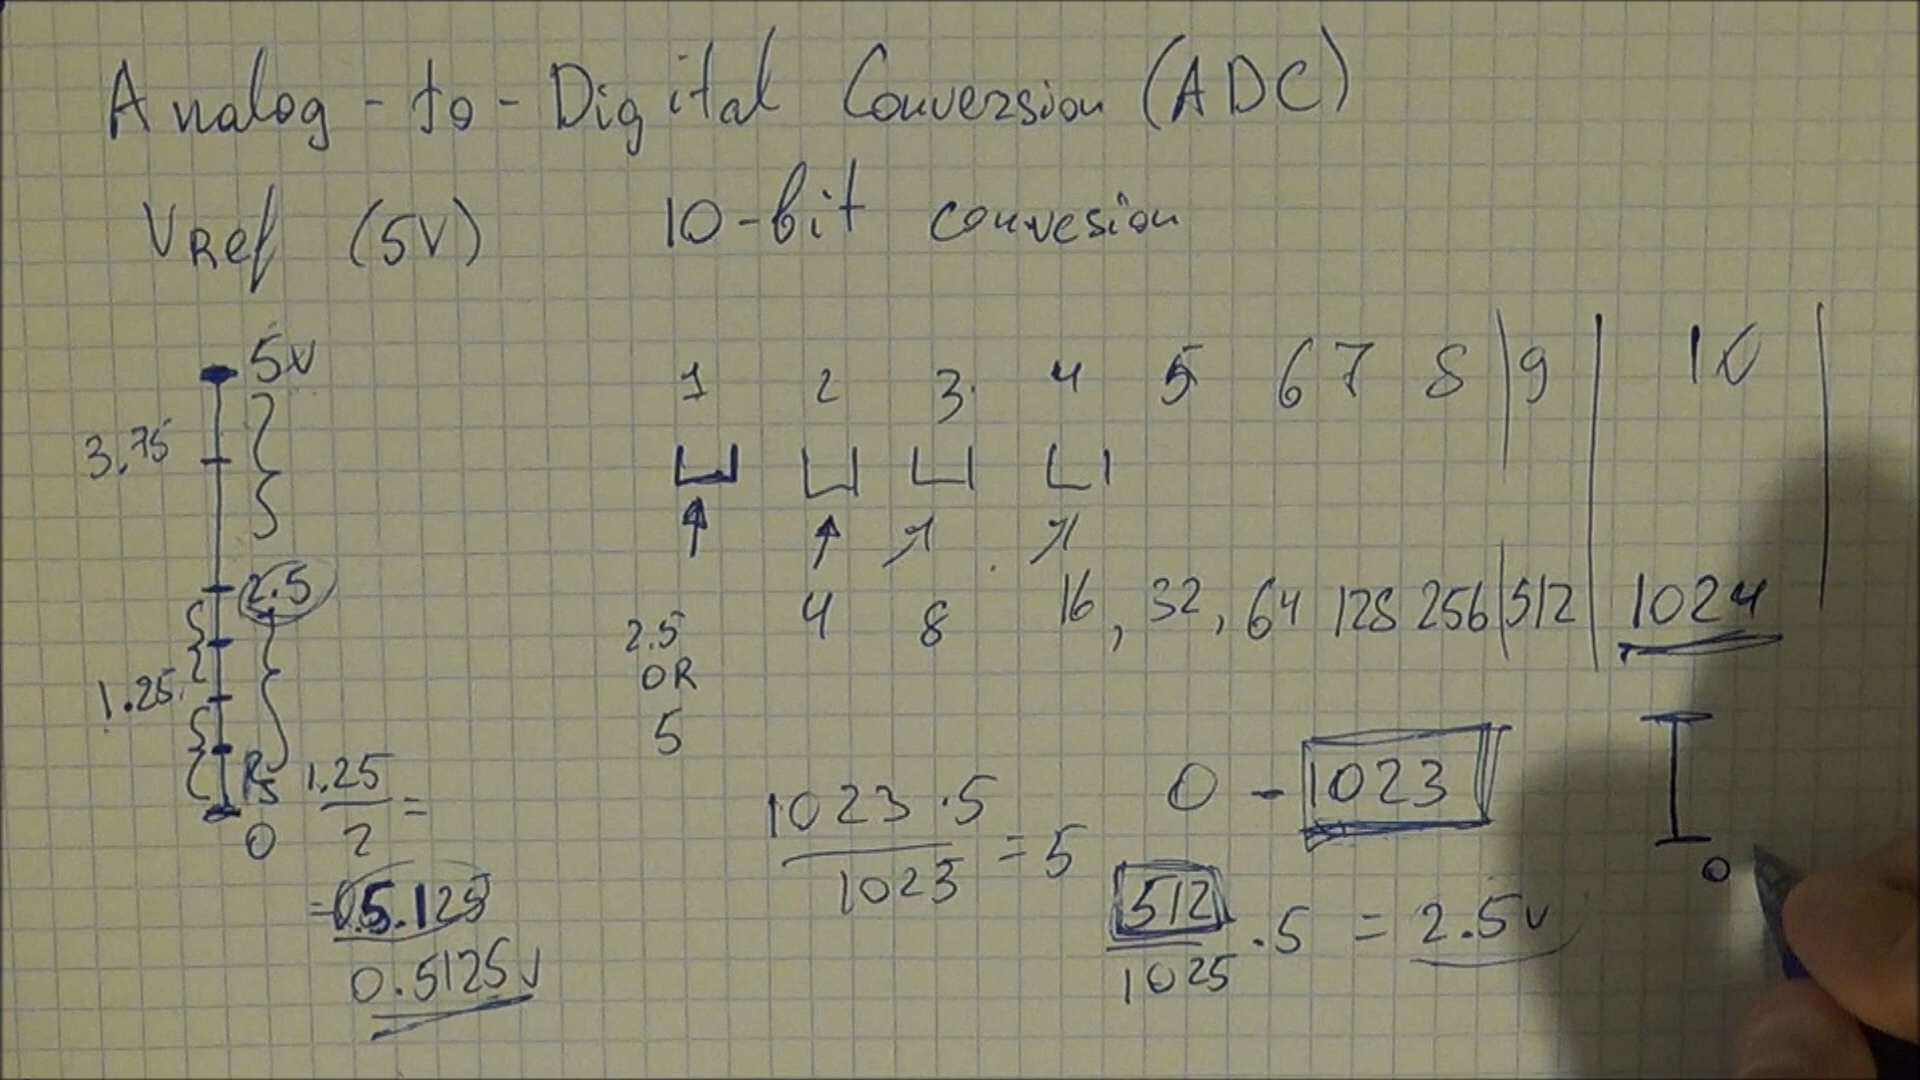 Analog-to-Digital Conversion (ADC)
VRef (5V) 10-bit convesion
5V
3.75
2.5
1.25
0
1.25
2 =
= 0.5.125
0.5125V
1 2 3. 4 5 6 7 8 9 10
4 8 16, 32, 64 128 256 512 1024
2.5
OR
5
1023 · 5
1023 = 5
0 - 1023
512
1025 · 5 = 2.5V
0